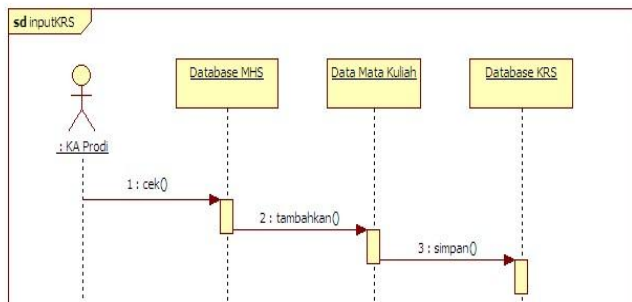 sd inputKRS
Database MHS
Data Mata Kuliah
Database KRS
: KA Prodi
1 : cek()
2 : tambahkan()
3 : simpan()